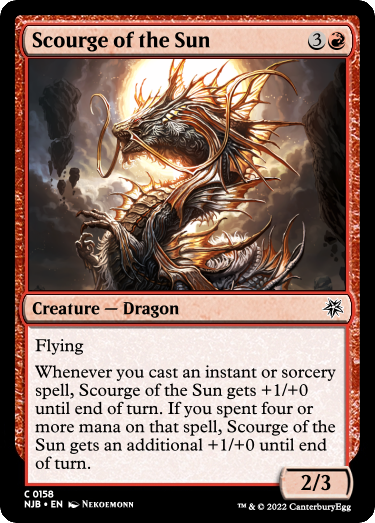 Scourge of the Sun 3
Creature — Dragon
Flying
Whenever you cast an instant or sorcery
spell, Scourge of the Sun gets +1/+0
until end of turn. If you spent four or
more mana on that spell, Scourge of the
Sun gets an additional +1/+0 until end
of turn.
2/3
C 0158
NJB • EN Nekoemonn
™ & © 2022 CanterburyEgg